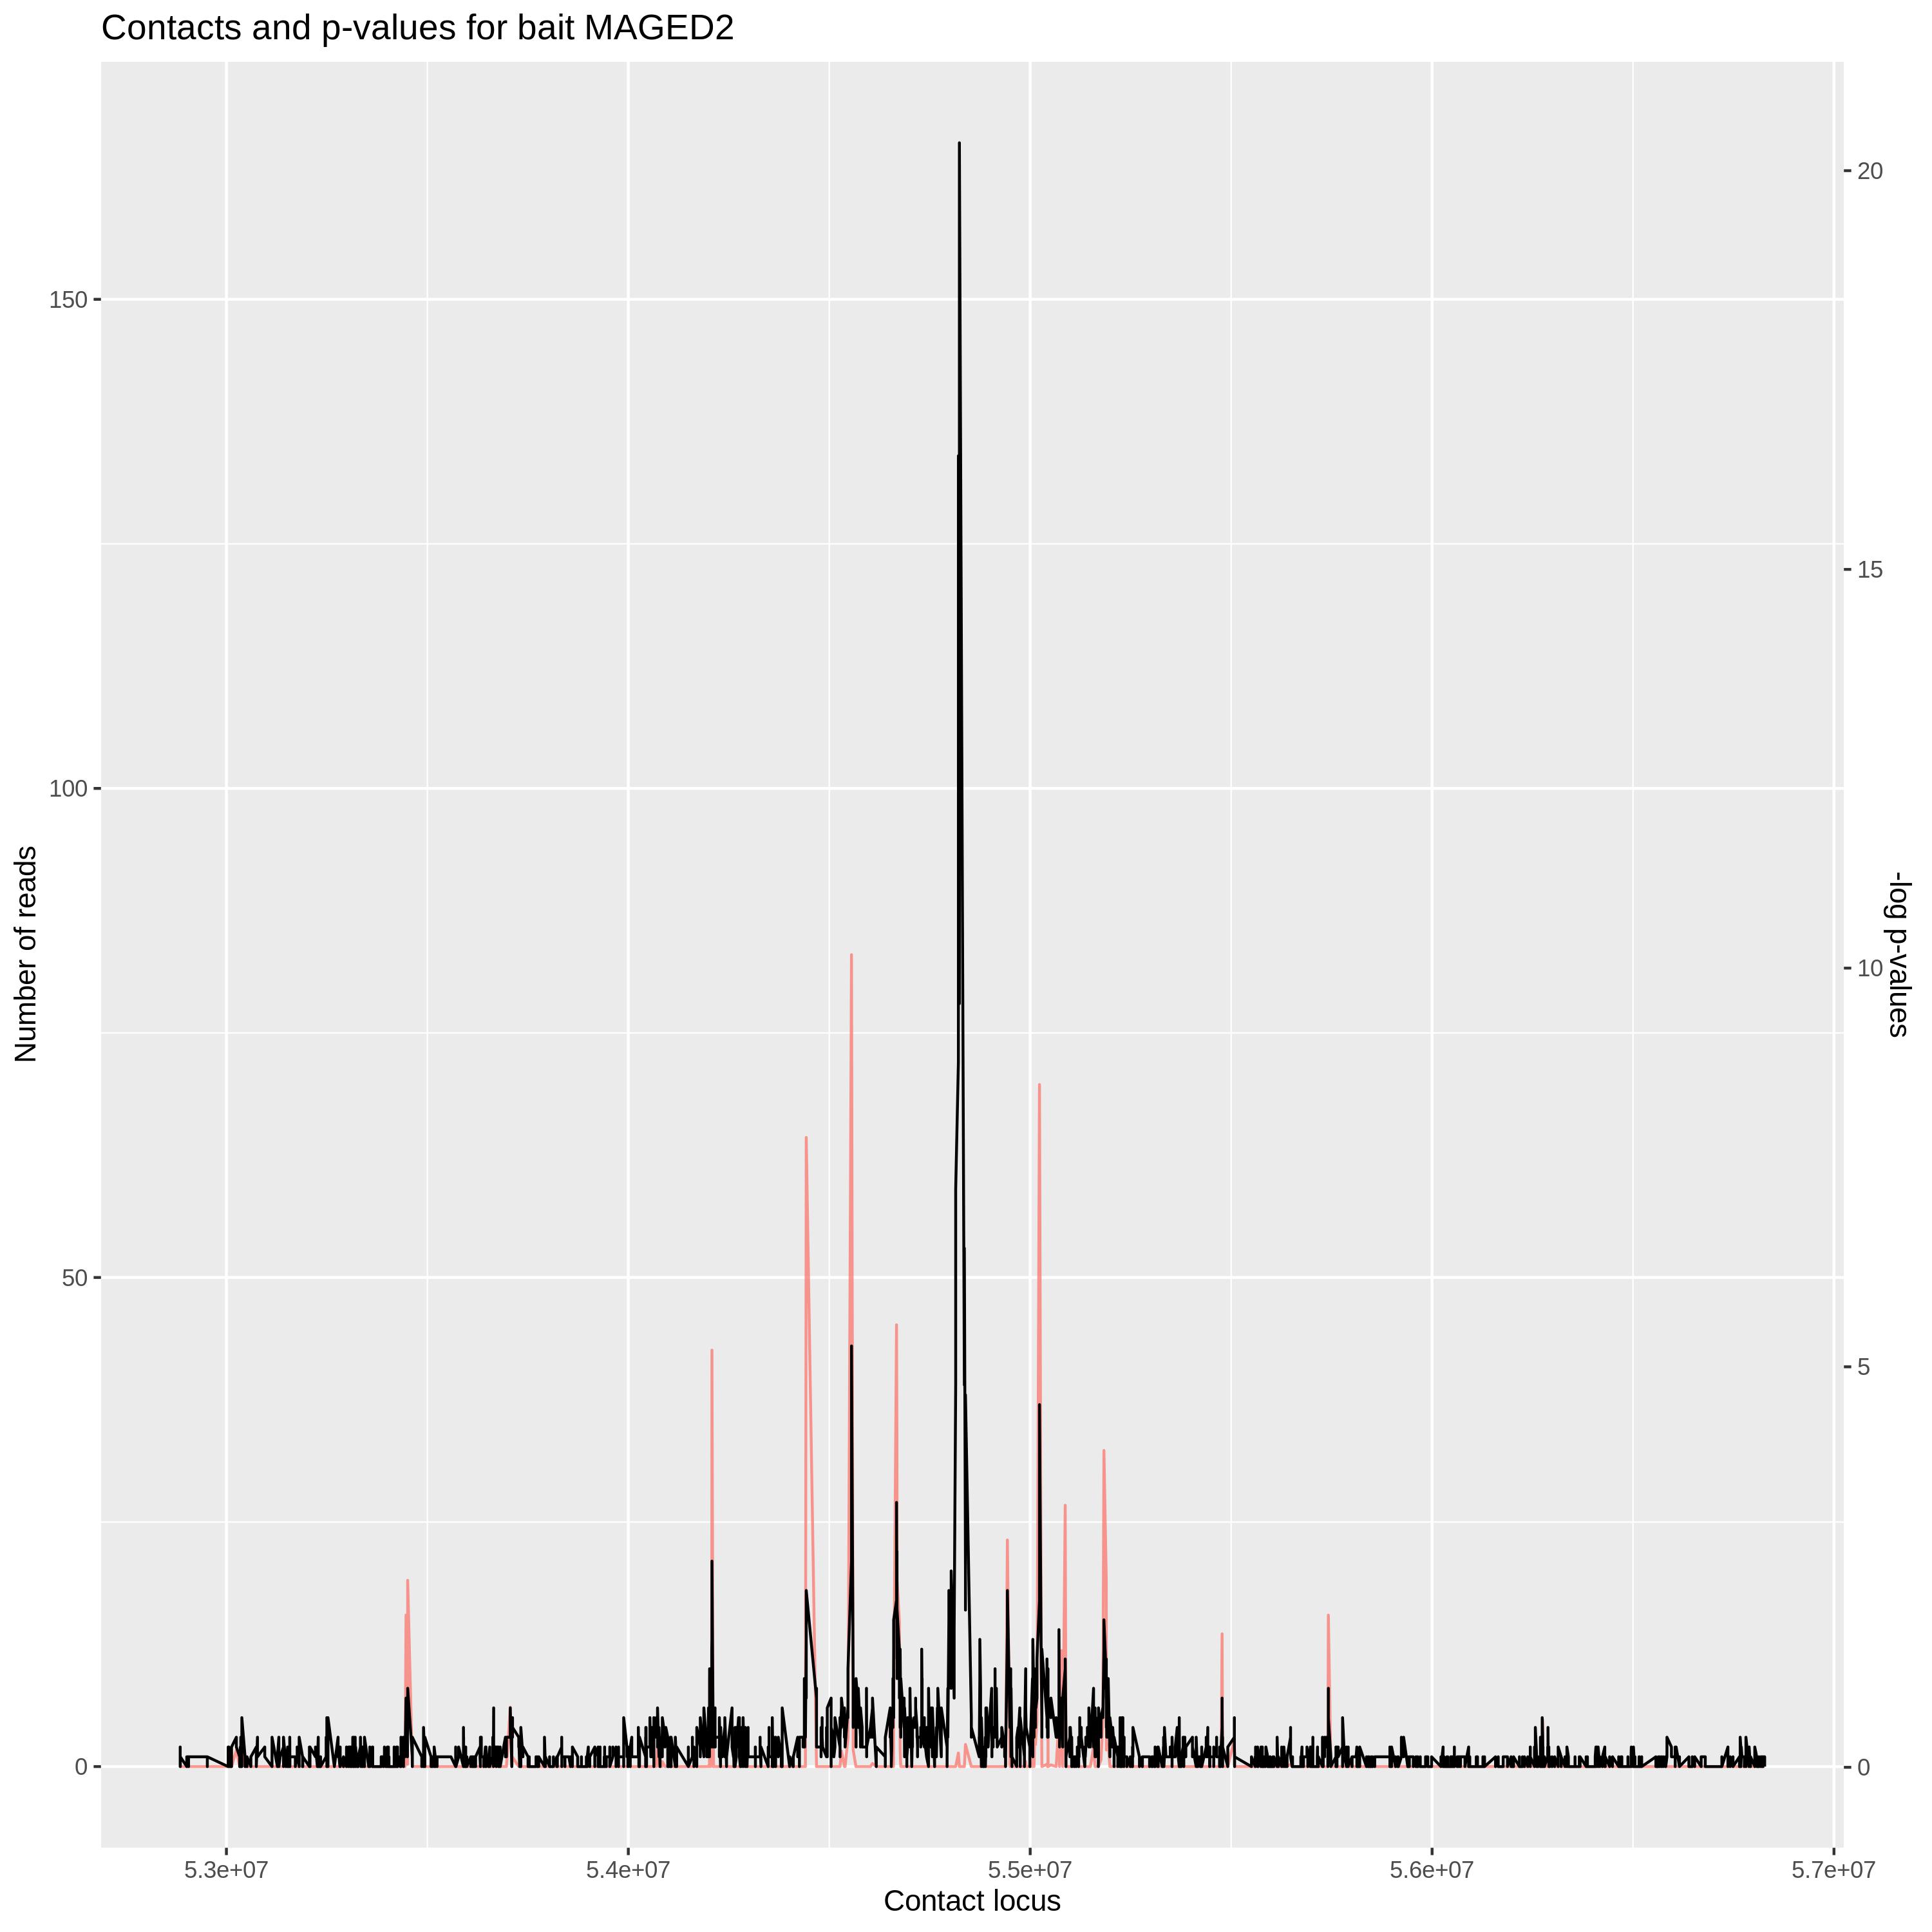 Contacts and p-values for bait MAGED2
150
100
50
0
Number of reads
20
15
10
5
0
-log p-values
5.3e+07
5.4e+07
5.5e+07
5.6e+07
5.7e+07
Contact locus